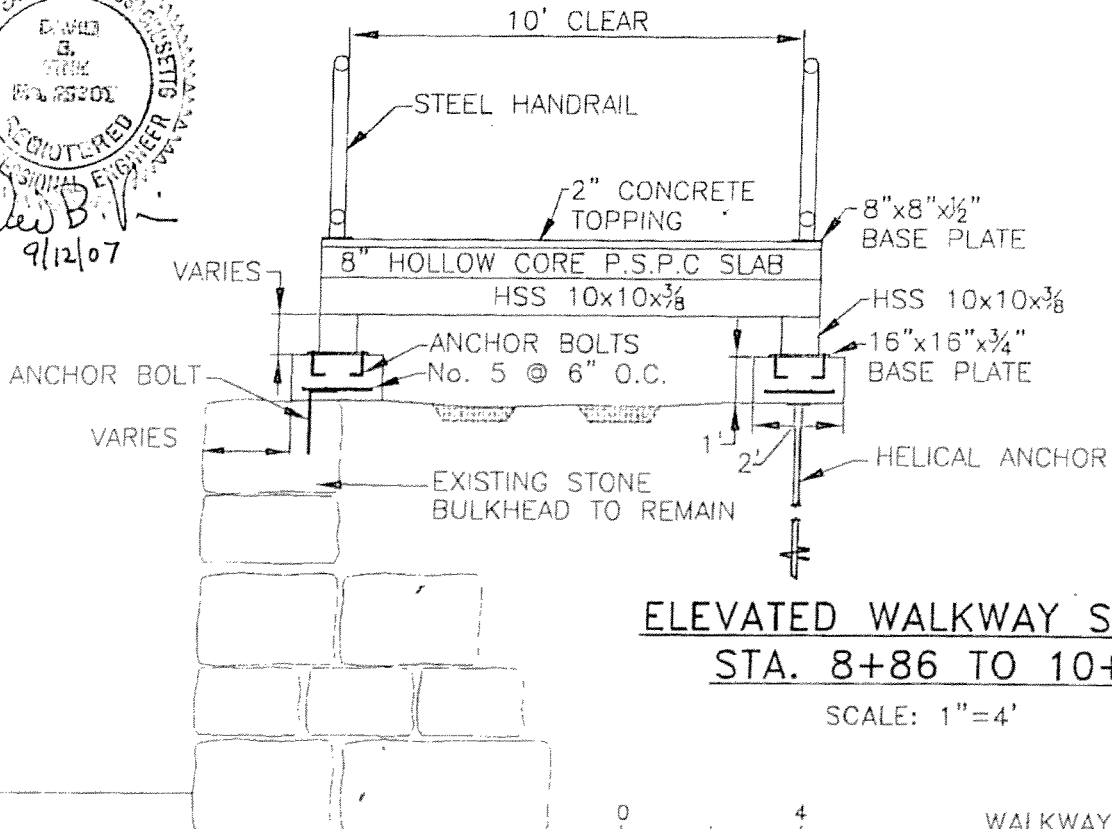 10' CLEAR
STEEL HANDRAIL
2" CONCRETE
TOPPING
8"x8"x½"
BASE PLATE
8" HOLLOW CORE P.S.P.C SLAB
HSS 10x10x⅜
VARIES
HSS 10x10x⅜
16"x16"x¾"
BASE PLATE
ANCHOR BOLTS
No. 5 @ 6" O.C.
ANCHOR BOLT
VARIES
1'
2'
HELICAL ANCHOR
EXISTING STONE
BULKHEAD TO REMAIN
REGISTERED
ENGINEER
9/12/07
ELEVATED WALKWAY S
STA. 8+86 TO 10+
SCALE: 1"=4'
0 4
WALKWAY